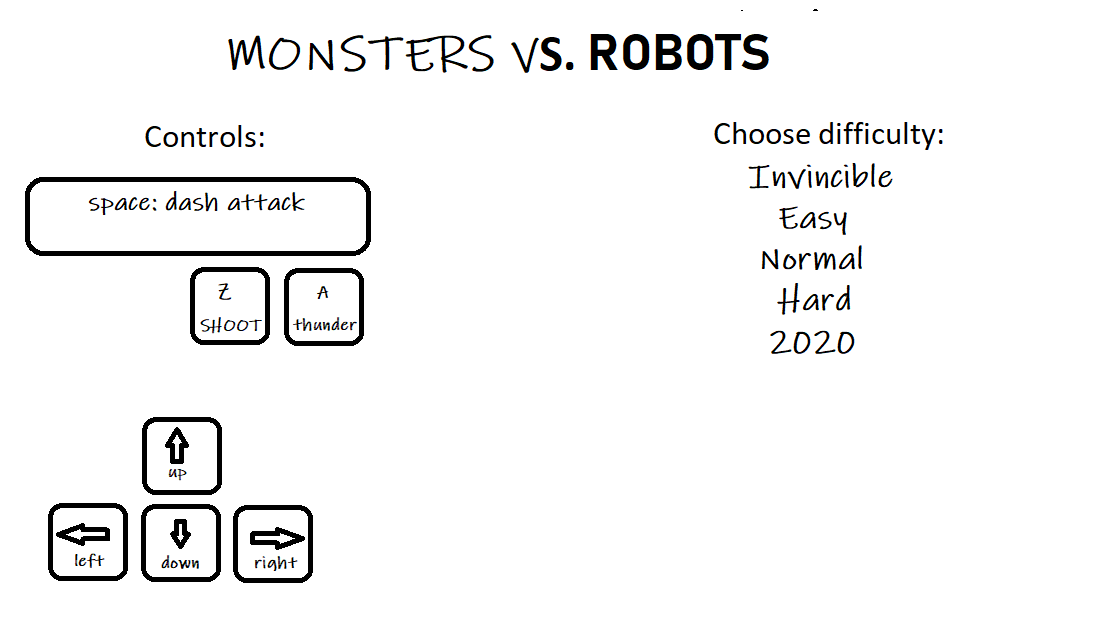 MONSTERS VS. ROBOTS
Controls:
space: dash attack
Z
SHOOT
A
thunder
up
left
down
right
Choose difficulty:
Invincible
Easy
Normal
Hard
2020